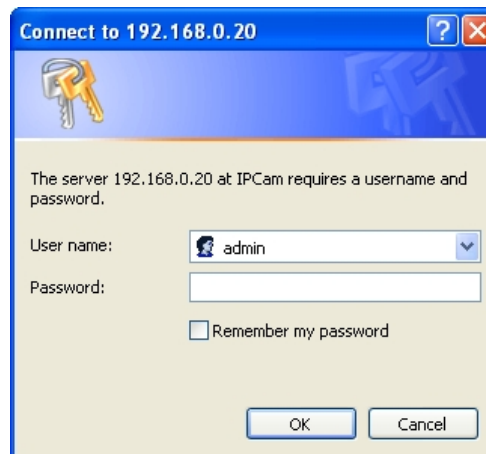 Connect to 192.168.0.20
?
The server 192.168.0.20 at IPCam requires a username and
password.
User name:
admin
Password:
Remember my password
OK
Cancel